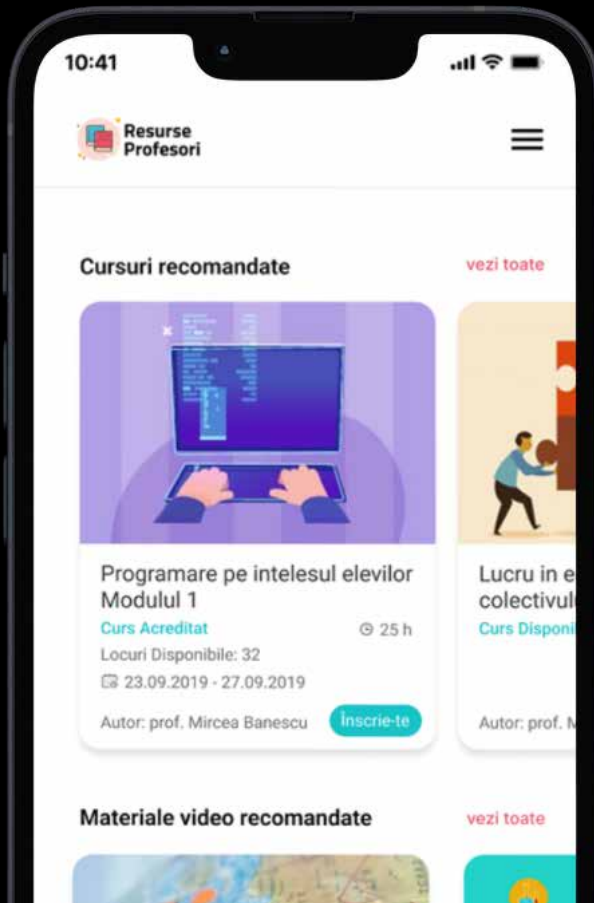 10:41
Resurse
Profesori
Cursuri recomandate
vezi toate
Programare pe intelesul elevilor
Modulul 1
Curs Acreditat
25 h
Locuri Disponibile: 32
23.09.2019 - 27.09.2019
Autor: prof. Mircea Banescu
Înscrie-te
Lucru in e
colectivul
Curs Disponi
Autor: prof. M
Materiale video recomandate
vezi toate